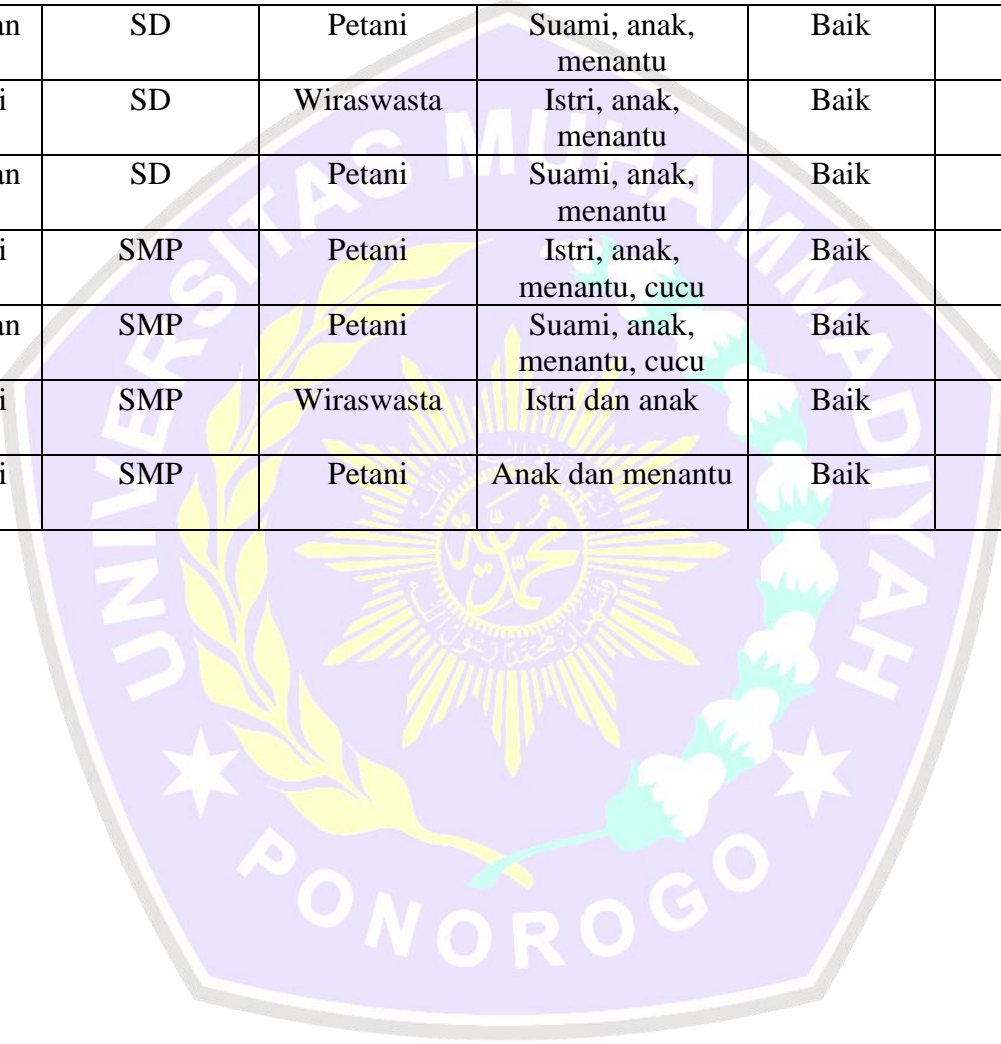 an SD Petani Suami, anak, Baik
menantu
i SD Wiraswasta Istri, anak, Baik
menantu
an SD Petani Suami, anak, Baik
menantu
i SMP Petani Istri, anak, Baik
menantu, cucu
an SMP Petani Suami, anak, Baik
menantu, cucu
i SMP Wiraswasta Istri dan anak Baik
i SMP Petani Anak dan menantu Baik
UNIVERSITAS MUHAMMADIYAH
PONOROGO